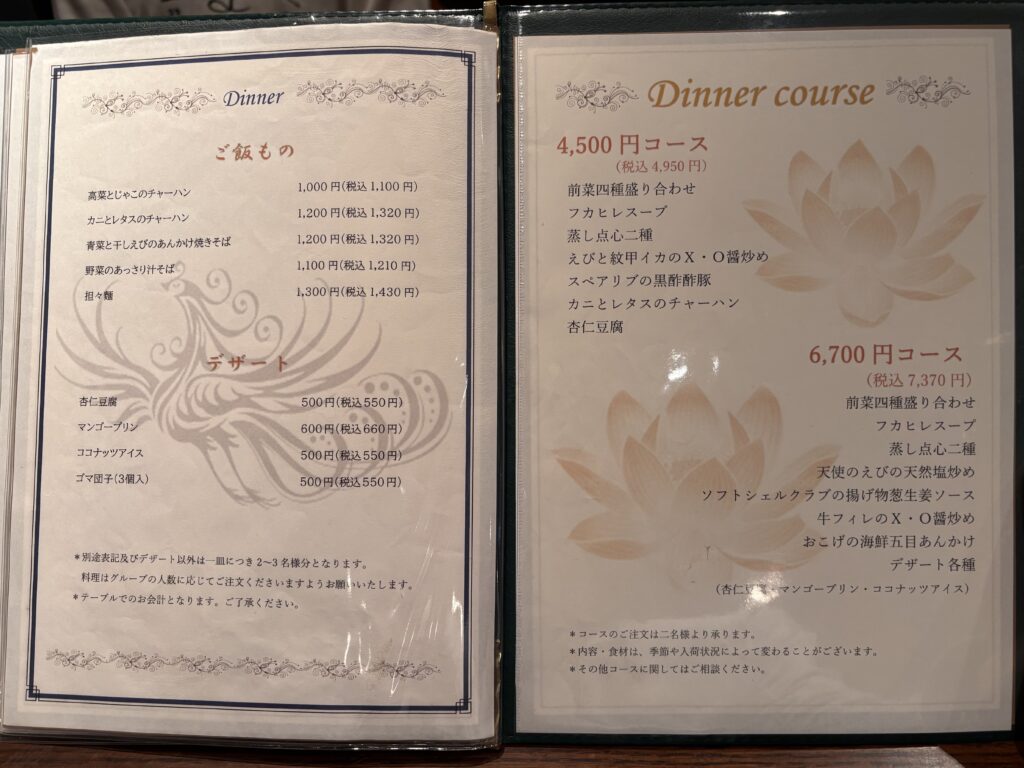 Dinner
ご飯もの
高菜とじゃこのチャーハン 1,000円(税込1,100円)
カニとレタスのチャーハン 1,200円(税込1,320円)
青菜と干しえびのあんかけ焼きそば 1,200円(税込1,320円)
野菜のあっさり汁そば 1,100円(税込1,210円)
担々麺 1,300円(税込1,430円)
デザート
杏仁豆腐 500円(税込550円)
マンゴープリン 600円(税込660円)
ココナッツアイス 500円(税込550円)
ゴマ団子(3個入) 500円(税込550円)
*別途表記及びデザート以外は一皿につき2~3名様分となります。
料理はグループの人数に応じてご注文くださいますようお願いいたします。
*テーブルでのお会計となります。ご了承ください。
Dinner course
4,500円コース
(税込4,950円)
前菜四種盛り合わせ
フカヒレスープ
蒸し点心二種
えびと紋甲イカのX・O醤炒め
スペアリブの黒酢酢豚
カニとレタスのチャーハン
杏仁豆腐
6,700円コース
(税込7,370円)
前菜四種盛り合わせ
フカヒレスープ
蒸し点心二種
天使のえびの天然塩炒め
ソフトシェルクラブの揚げ物葱生姜ソース
牛フィレのX・O醤炒め
おこげの海鮮五目あんかけ
デザート各種
(杏仁豆腐・マンゴープリン・ココナッツアイス)
*コースのご注文は二名様より承ります。
*内容・食材は、季節や入荷状況によって変わることがございます。
*その他コースに関してはご相談ください。